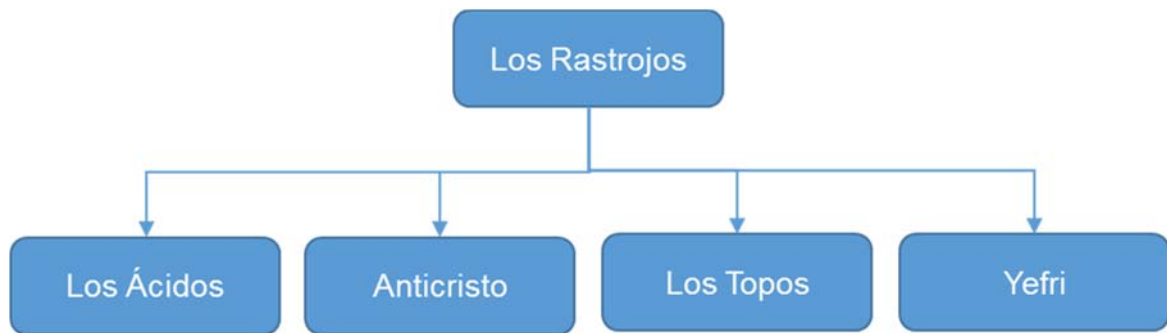 Los Rastrojos
Los Ácidos
Anticristo
Los Topos
Yefri